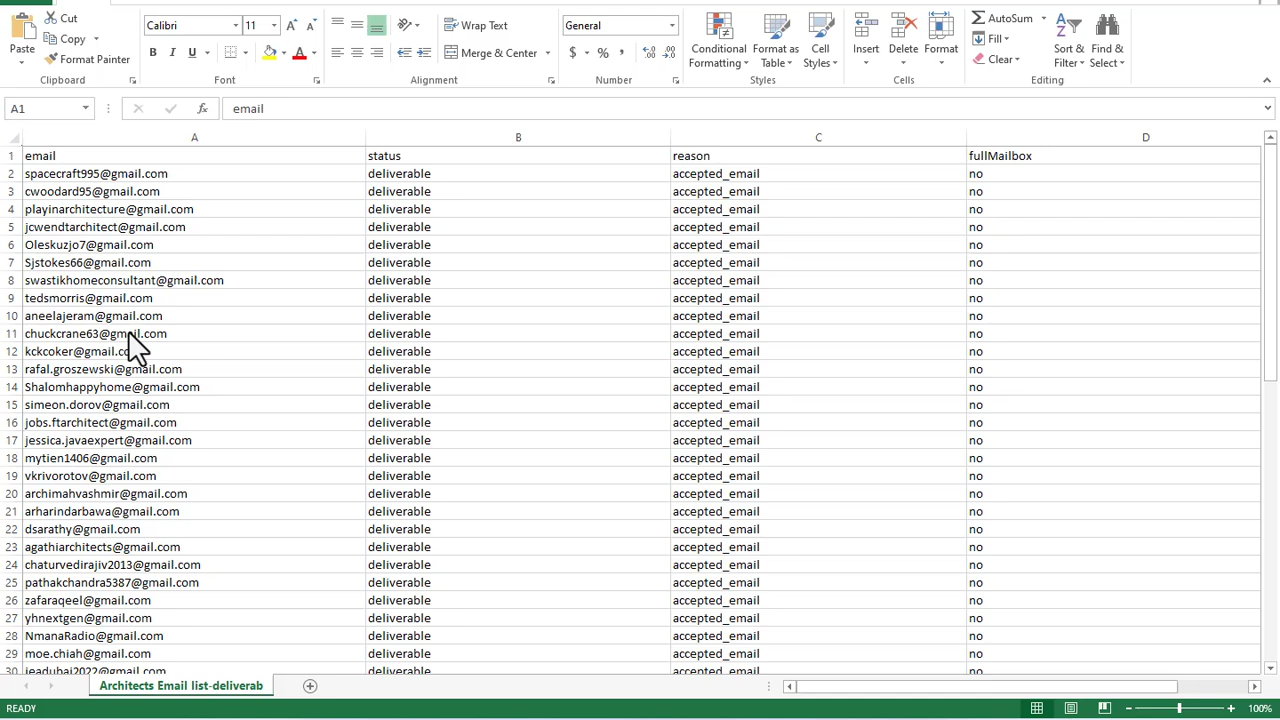 Cut
Copy
Format Painter
Paste
Clipboard
Calibri 11 A A
B I U A
Font
Wrap Text
Merge & Center
Alignment
General
$ % ,
Number
Conditional Formatting
Format as Table
Cell Styles
Styles
Insert
Delete
Format
Cells
AutoSum
Fill
Clear
Sort & Filter
Find & Select
Editing
A1 fx email
A B C D
1 email status reason fullMailbox
2 spacecraft995@gmail.com deliverable accepted_email no
3 cwoodard95@gmail.com deliverable accepted_email no
4 playinarchitecture@gmail.com deliverable accepted_email no
5 jcwendtarchitect@gmail.com deliverable accepted_email no
6 Oleskuzjo7@gmail.com deliverable accepted_email no
7 Sjstokes66@gmail.com deliverable accepted_email no
8 swastikhomeconsultant@gmail.com deliverable accepted_email no
9 tedsmorris@gmail.com deliverable accepted_email no
10 aneelajeram@gmail.com deliverable accepted_email no
11 chuckcrane63@gmail.com deliverable accepted_email no
12 kckcoker@gmail.co deliverable accepted_email no
13 rafal.groszewski@gmail.com deliverable accepted_email no
14 Shalomhappyhome@gmail.com deliverable accepted_email no
15 simeon.dorov@gmail.com deliverable accepted_email no
16 jobs.ftarchitect@gmail.com deliverable accepted_email no
17 jessica.javaexpert@gmail.com deliverable accepted_email no
18 mytien1406@gmail.com deliverable accepted_email no
19 vkrivorotov@gmail.com deliverable accepted_email no
20 archimahvashmir@gmail.com deliverable accepted_email no
21 arharindarbawa@gmail.com deliverable accepted_email no
22 dsarathy@gmail.com deliverable accepted_email no
23 agathiarchitects@gmail.com deliverable accepted_email no
24 chaturvedirajiv2013@gmail.com deliverable accepted_email no
25 pathakchandra5387@gmail.com deliverable accepted_email no
26 zafaraqeel@gmail.com deliverable accepted_email no
27 yhnextgen@gmail.com deliverable accepted_email no
28 NmanaRadio@gmail.com deliverable accepted_email no
29 moe.chiah@gmail.com deliverable accepted_email no
30 jeadubai2022@gmail.com deliverable accepted_email no
Architects Email list-deliverab
READY 100%